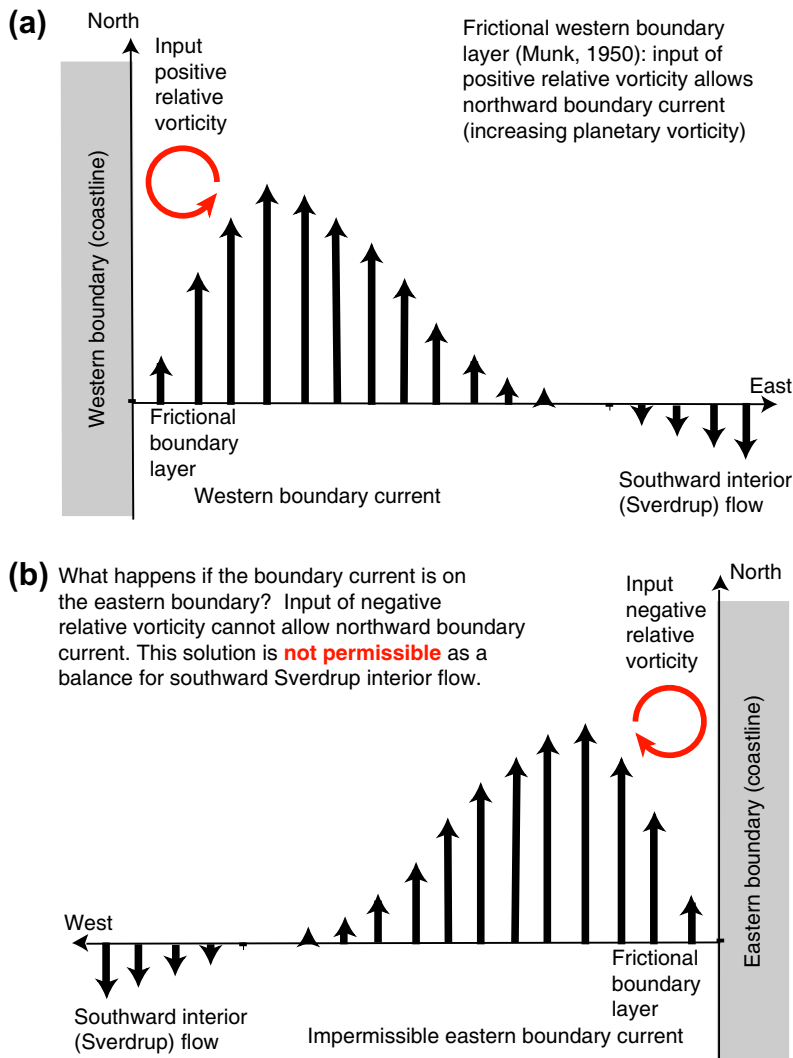 (a)
North
Input
positive
relative
vorticity
Frictional western boundary
layer (Munk, 1950): input of
positive relative vorticity allows
northward boundary current
(increasing planetary vorticity)
Western boundary (coastline)
East
Frictional
boundary
layer
Western boundary current
Southward interior
(Sverdrup) flow
(b)
What happens if the boundary current is on
the eastern boundary? Input of negative
relative vorticity cannot allow northward boundary
current. This solution is not permissible as a
balance for southward Sverdrup interior flow.
Input
negative
relative
vorticity
North
Eastern boundary (coastline)
West
Southward interior
(Sverdrup) flow
Frictional
boundary
layer
Impermissible eastern boundary current